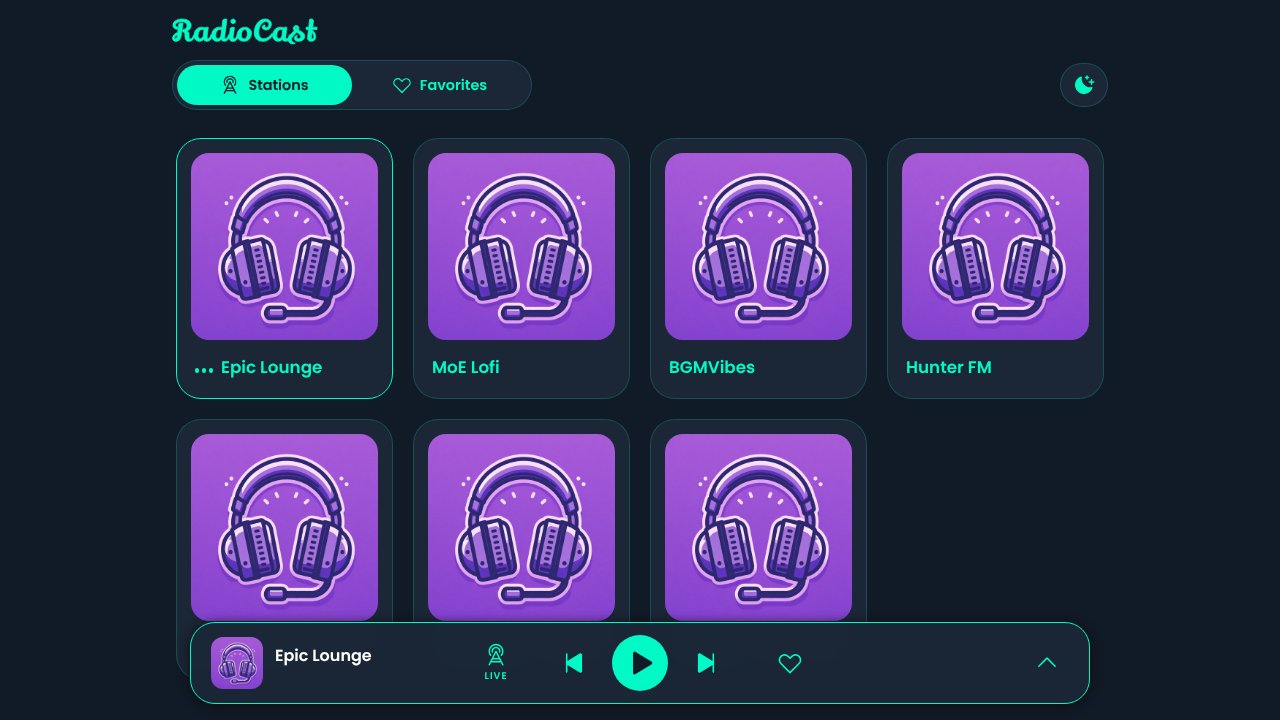 RadioCast
Stations
Favorites
Epic Lounge
MoE Lofi
BGMVibes
Hunter FM
Epic Lounge
LIVE